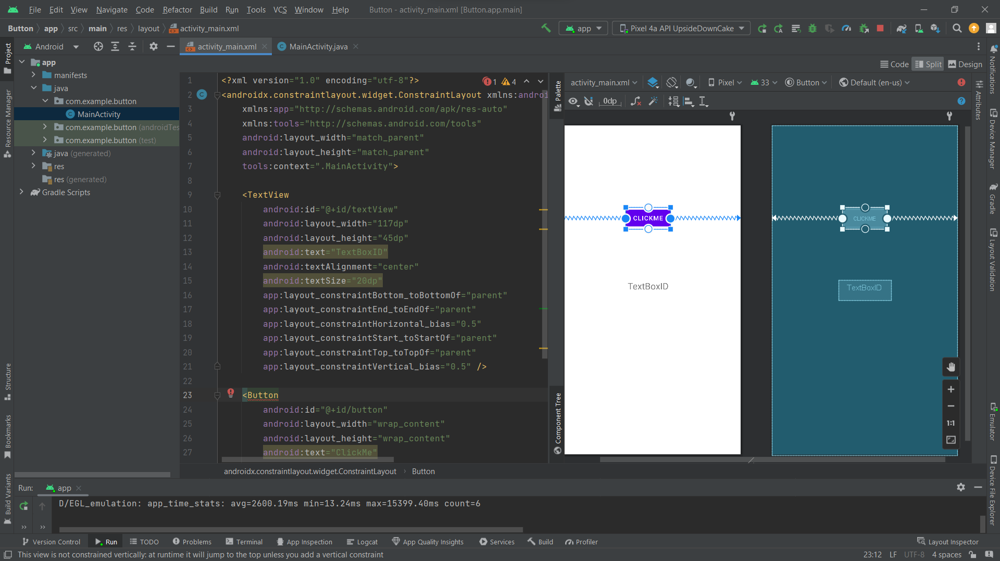 File Edit View Navigate Code Refactor Build Run Tools VCS Window Help Button - activity_main.xml [Button.app.main]
Button app src main res layout activity_main.xml app Pixel 4a API UpsideDownCake
Project
Android
activity_main.xml
MainActivity.java
Code Split Design
app
manifests
java
com.example.button
MainActivity
com.example.button (androidTes
com.example.button (test)
java (generated)
res
res (generated)
Gradle Scripts
Resource Manager
Structure
Bookmarks
Build Variants
1 <?xml version="1.0" encoding="utf-8"?>
1 4
2 <androidx.constraintlayout.widget.ConstraintLayout xmlns:androi
3 xmlns:app="http://schemas.android.com/apk/res-auto"
4 xmlns:tools="http://schemas.android.com/tools"
5 android:layout_width="match_parent"
6 android:layout_height="match_parent"
7 tools:context=".MainActivity">
8
9 <TextView
10 android:id="@+id/textView"
11 android:layout_width="117dp"
12 android:layout_height="45dp"
13 android:text="TextBoxID"
14 android:textAlignment="center"
15 android:textSize="20dp"
16 app:layout_constraintBottom_toBottomOf="parent"
17 app:layout_constraintEnd_toEndOf="parent"
18 app:layout_constraintHorizontal_bias="0.5"
19 app:layout_constraintStart_toStartOf="parent"
20 app:layout_constraintTop_toTopOf="parent"
21 app:layout_constraintVertical_bias="0.5" />
22
23 <Button
24 android:id="@+id/button"
25 android:layout_width="wrap_content"
26 android:layout_height="wrap_content"
27 android:text="ClickMe"
androidx.constraintlayout.widget.ConstraintLayout › Button
Palette
Component Tree
activity_main.xml Pixel 33 Button Default (en-us)
0dp
CLICKME
TextBoxID
CLICKME
TextBoxID
1:1
Notifications
Attributes
Device Manager
Gradle
Layout Validation
Emulator
Device File Explorer
Run: app
D/EGL_emulation: app_time_stats: avg=2600.19ms min=13.24ms max=15399.40ms count=6
Version Control Run TODO Problems Terminal App Inspection Logcat App Quality Insights Services Build Profiler Layout Inspector
This view is not constrained vertically: at runtime it will jump to the top unless you add a vertical constraint
23:12 LF UTF-8 4 spaces